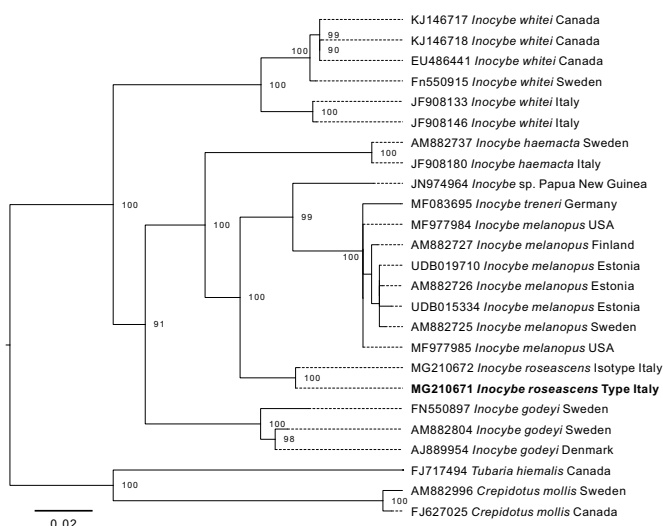 KJ146717 Inocybe whitei Canada
99
KJ146718 Inocybe whitei Canada
100
90
EU486441 Inocybe whitei Canada
Fn550915 Inocybe whitei Sweden
100
JF908133 Inocybe whitei Italy
100
JF908146 Inocybe whitei Italy
AM882737 Inocybe haemacta Sweden
100
JF908180 Inocybe haemacta Italy
JN974964 Inocybe sp. Papua New Guinea
MF083695 Inocybe treneri Germany
100
99
MF977984 Inocybe melanopus USA
100
AM882727 Inocybe melanopus Finland
100
UDB019710 Inocybe melanopus Estonia
AM882726 Inocybe melanopus Estonia
100
UDB015334 Inocybe melanopus Estonia
91
AM882725 Inocybe melanopus Sweden
MF977985 Inocybe melanopus USA
MG210672 Inocybe roseascens Isotype Italy
100
MG210671 Inocybe roseascens Type Italy
FN550897 Inocybe godeyi Sweden
100
AM882804 Inocybe godeyi Sweden
98
AJ889954 Inocybe godeyi Denmark
FJ717494 Tubaria hiemalis Canada
100
AM882996 Crepidotus mollis Sweden
100
FJ627025 Crepidotus mollis Canada
0.02